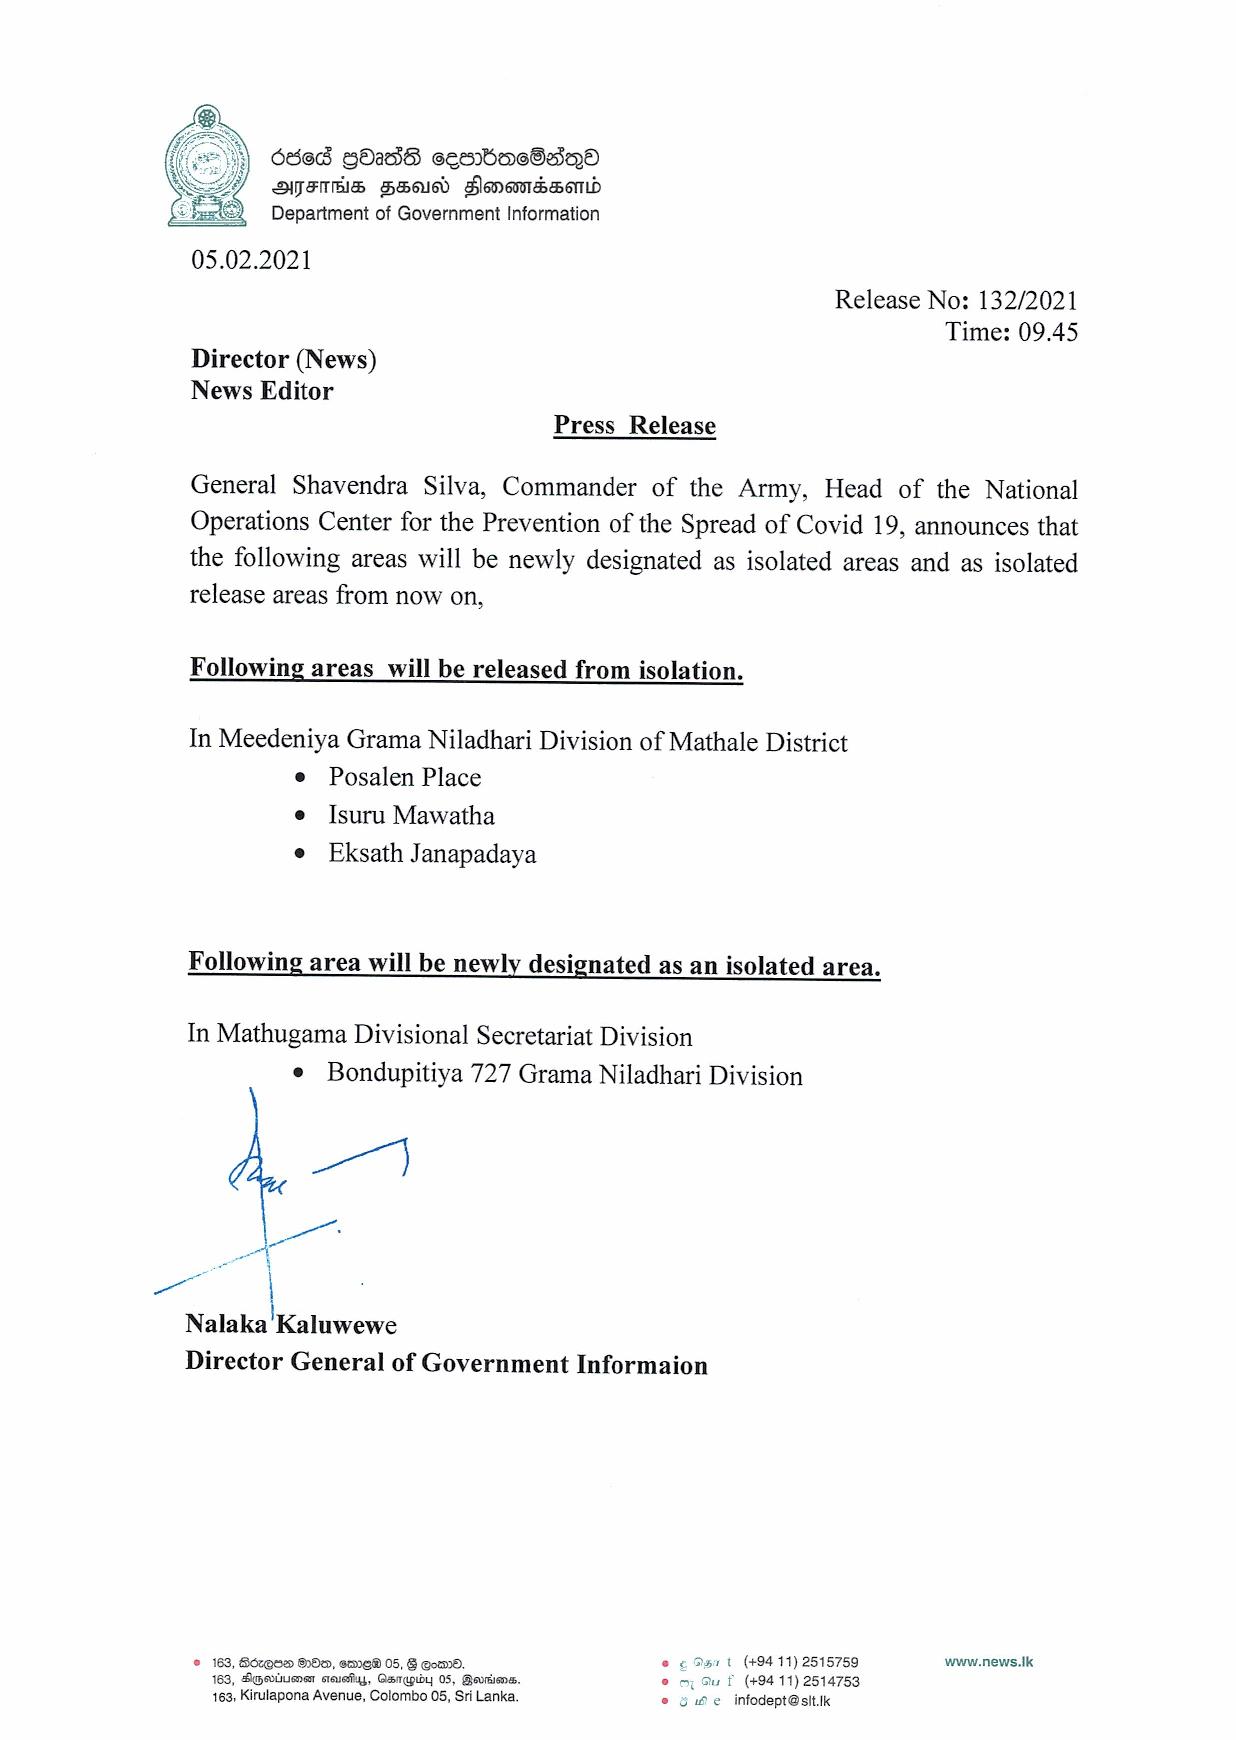 රජයේ ප්‍රවෘත්ති දෙපාර්තමේන්තුව
அரசாங்க தகவல் திணைக்களம்
Department of Government Information
05.02.2021
Release No: 132/2021
Time: 09.45
Director (News)
News Editor
Press Release
General Shavendra Silva, Commander of the Army, Head of the National
Operations Center for the Prevention of the Spread of Covid 19, announces that
the following areas will be newly designated as isolated areas and as isolated
release areas from now on,
Following areas will be released from isolation.
In Meedeniya Grama Niladhari Division of Mathale District
• Posalen Place
• Isuru Mawatha
• Eksath Janapadaya
Following area will be newly designated as an isolated area.
In Mathugama Divisional Secretariat Division
• Bondupitiya 727 Grama Niladhari Division
Nalaka Kaluwewe
Director General of Government Informaion
• 163, කිරුලපන මාවත, කොළඹ 05, ශ්‍රී ලංකාව.
163, கிருலப்பனை எவனியூ, கொழும்பு 05, இலங்கை.
163, Kirulapona Avenue, Colombo 05, Sri Lanka.
• දු தொ t (+94 11) 2515759
• ෆැ பெ f (+94 11) 2514753
• ඊ மி e infodept@slt.lk
www.news.lk